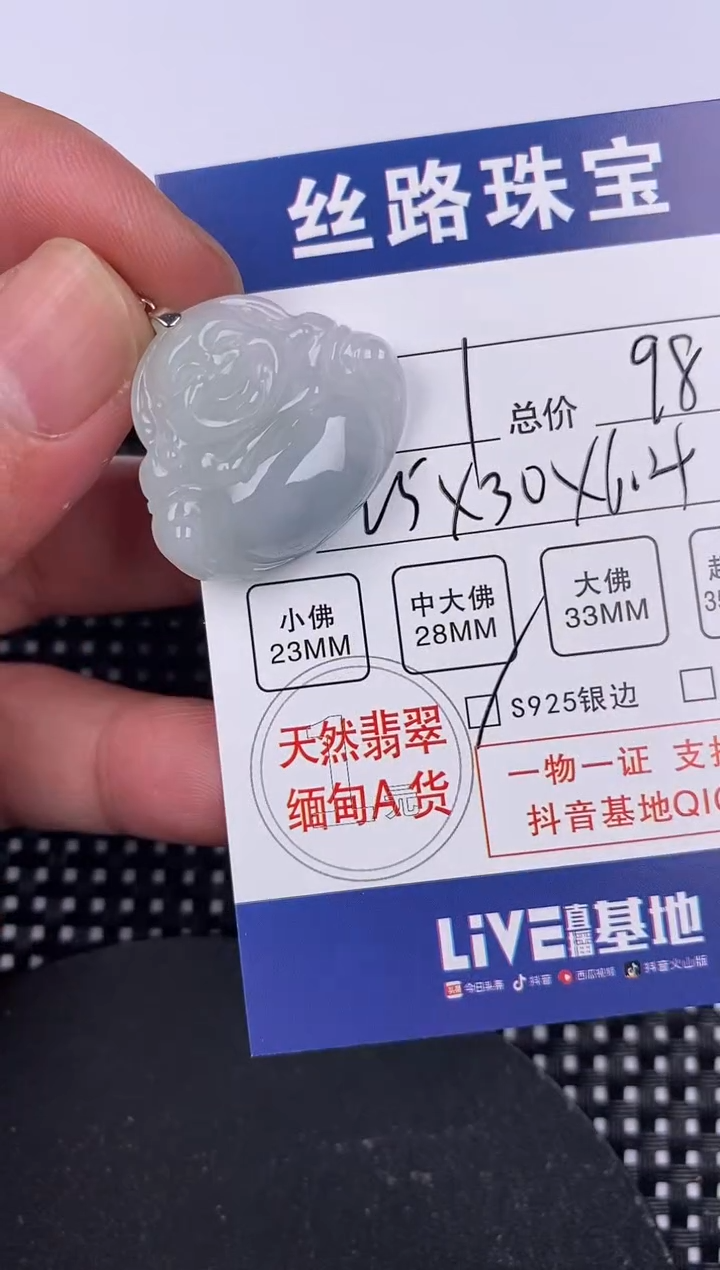 丝路珠宝
1 总价 98
25X30X6.4
小佛 中大佛 大佛
23MM 28MM 33MM
S925银边
天然翡翠
缅甸A货
一物一证 支持
抖音基地QIC
LiVE直播基地
今日头条 抖音 西瓜视频 抖音火山版